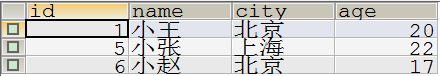 id name city age
1 小王 北京 20
5 小张 上海 22
6 小赵 北京 17